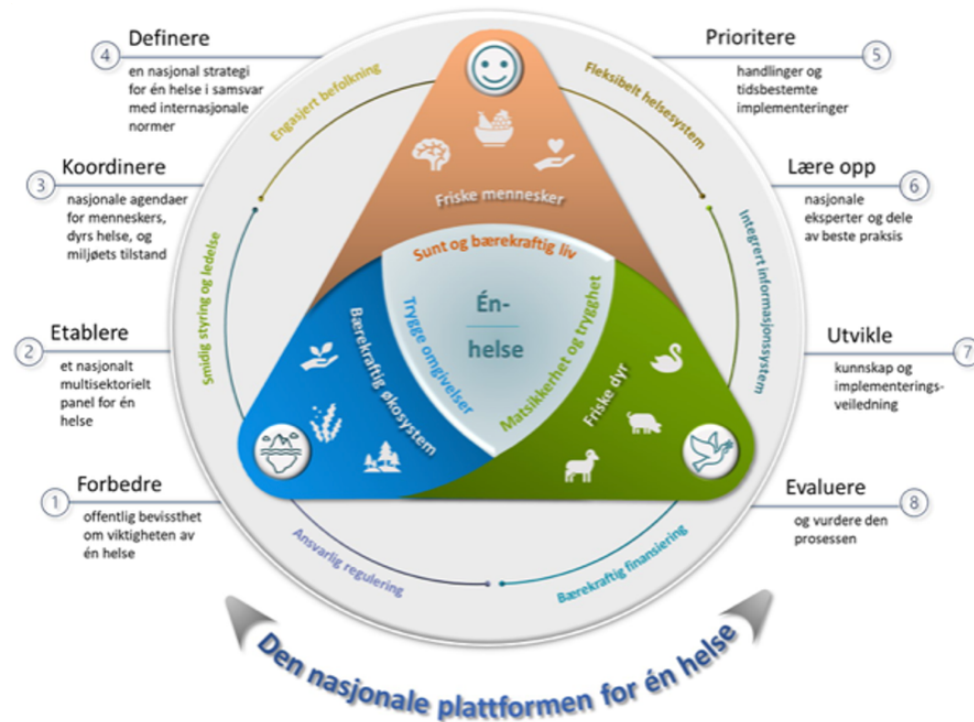 4
Definere
en nasjonal strategi
for én helse i samsvar
med internasjonale
normer
3
Koordinere
nasjonale agendaer
for menneskers,
dyrs helse, og
miljøets tilstand
2
Etablere
et nasjonalt
multisektorielt
panel for én
helse
1
Forbedre
offentlig bevissthet
om viktigheten av
én helse
Engasjert befolkning
Fleksibelt helsesystem
Smidig styring og ledelse
Integrert informasjonssystem
Ansvarlig regulering
Bærekraftig finansiering
Friske mennesker
Sunt og bærekraftig liv
Bærekraftig økosystem
Trygge omgivelser
Én-
helse
Matsikkerhet og trygghet
Friske dyr
Prioritere
5
handlinger og
tidsbestemte
implementeringer
Lære opp
6
nasjonale
eksperter og dele
av beste praksis
Utvikle
7
kunnskap og
implementerings-
veiledning
Evaluere
8
og vurdere den
prosessen
Den nasjonale plattformen for én helse